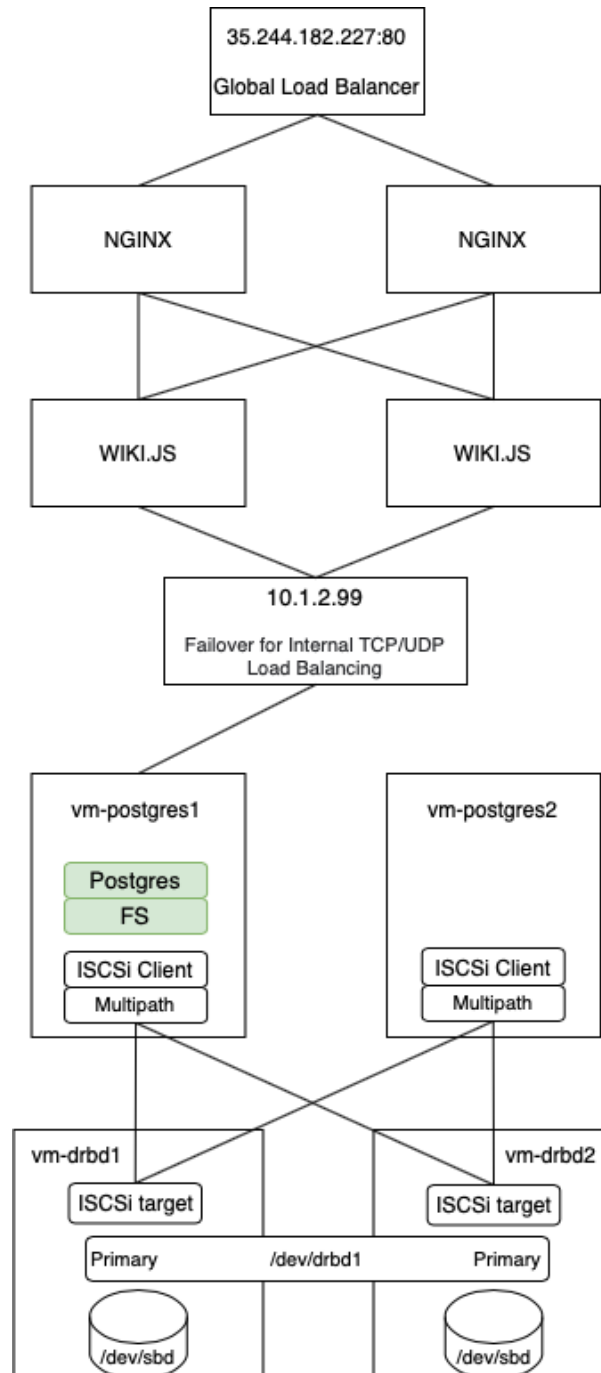 35.244.182.227:80
Global Load Balancer
NGINX
NGINX
WIKI.JS
WIKI.JS
10.1.2.99
Failover for Internal TCP/UDP
Load Balancing
vm-postgres1
vm-postgres2
Postgres
FS
ISCSi Client
Multipath
ISCSi Client
Multipath
vm-drbd1
vm-drbd2
ISCSi target
ISCSi target
Primary
/dev/drbd1
Primary
/dev/sbd
/dev/sbd